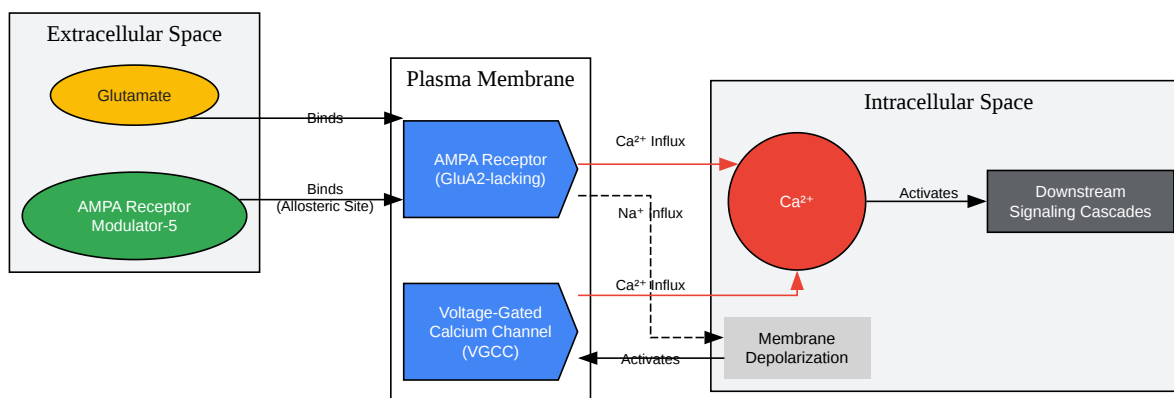 Extracellular Space
Glutamate
AMPA Receptor
Modulator-5
Binds
Binds
(Allosteric Site)
Plasma Membrane
AMPA Receptor
(GluA2-lacking)
Voltage-Gated
Calcium Channel
(VGCC)
Ca²⁺ Influx
Na⁺ Influx
Ca²⁺ Influx
Activates
Intracellular Space
Ca²⁺
Activates
Downstream
Signaling Cascades
Membrane
Depolarization